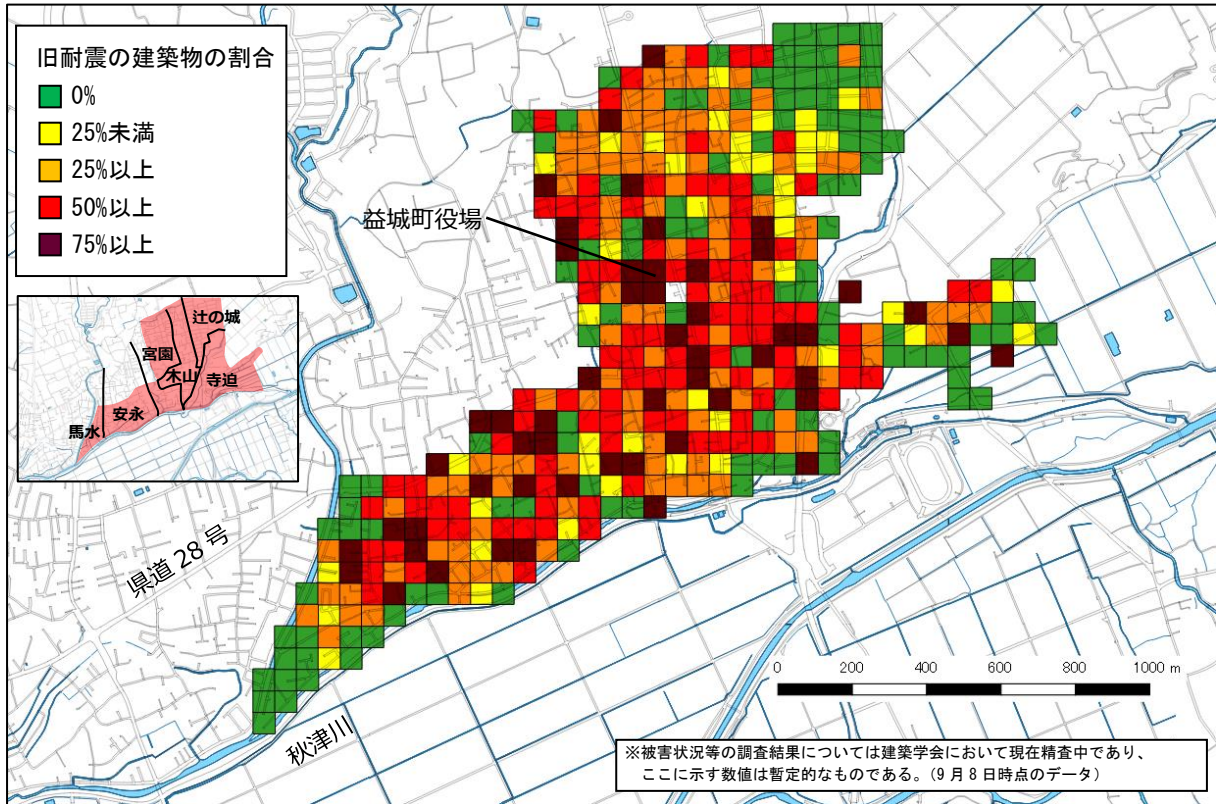 旧耐震の建築物の割合
0%
25%未満
25%以上
50%以上
75%以上
益城町役場
辻の城
宮園
木山
寺迫
安永
馬水
県道28号
秋津川
0 200 400 600 800 1000 m
※被害状況等の調査結果については建築学会において現在精査中であり、
ここに示す数値は暫定的なものである。(9月8日時点のデータ)